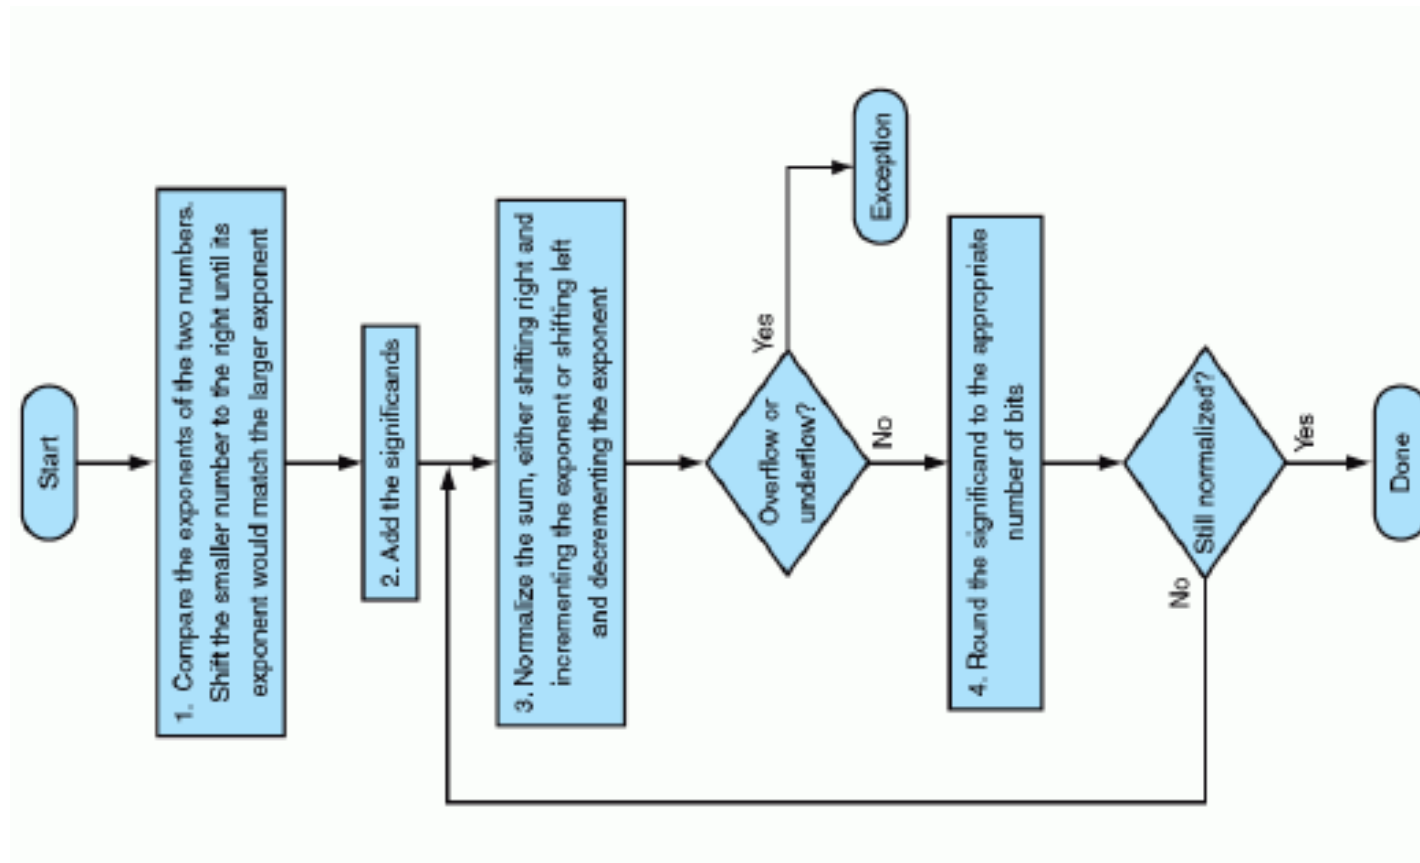 Start
1. Compare the exponents of the two numbers.
Shift the smaller number to the right until its
exponent would match the larger exponent
2. Add the significands
3. Normalize the sum, either shifting right and
incrementing the exponent or shifting left
and decrementing the exponent
Overflow or
underflow?
Yes
Exception
No
4. Round the significand to the appropriate
number of bits
Still normalized?
No
Yes
Done